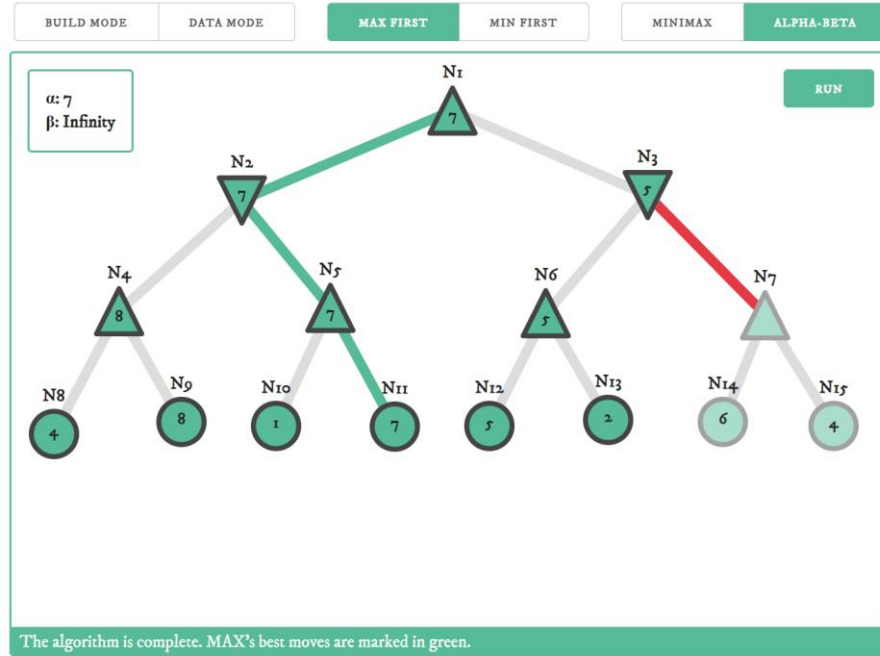 BUILD MODE DATA MODE MAX FIRST MIN FIRST MINIMAX ALPHA-BETA
α: 7
β: Infinity
RUN
N1
7
N2 N3
7 5
N4 N5 N6 N7
8 7 5
N8 N9 N10 N11 N12 N13 N14 N15
4 8 1 7 5 2 6 4
The algorithm is complete. MAX's best moves are marked in green.